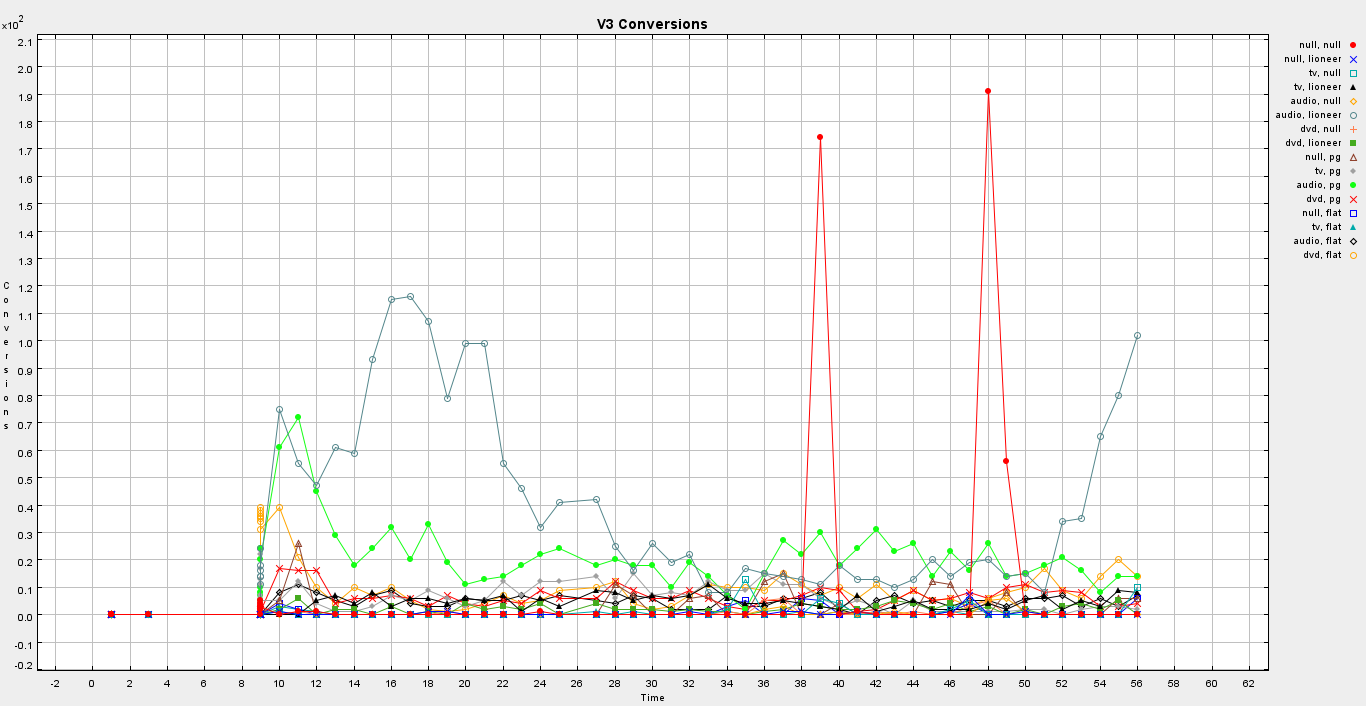 V3 Conversions
x10²
2.1
2.0
1.9
1.8
1.7
1.6
1.5
1.4
1.3
1.2
1.1
1.0
0.9
0.8
0.7
0.6
0.5
0.4
0.3
0.2
0.1
0.0
-0.1
-0.2
Conversions
-2 0 2 4 6 8 10 12 14 16 18 20 22 24 26 28 30 32 34 36 38 40 42 44 46 48 50 52 54 56 58 60 62
Time
null, null
null, lioneer
tv, null
tv, lioneer
audio, null
audio, lioneer
dvd, null
dvd, lioneer
null, pg
tv, pg
audio, pg
dvd, pg
null, flat
tv, flat
audio, flat
dvd, flat